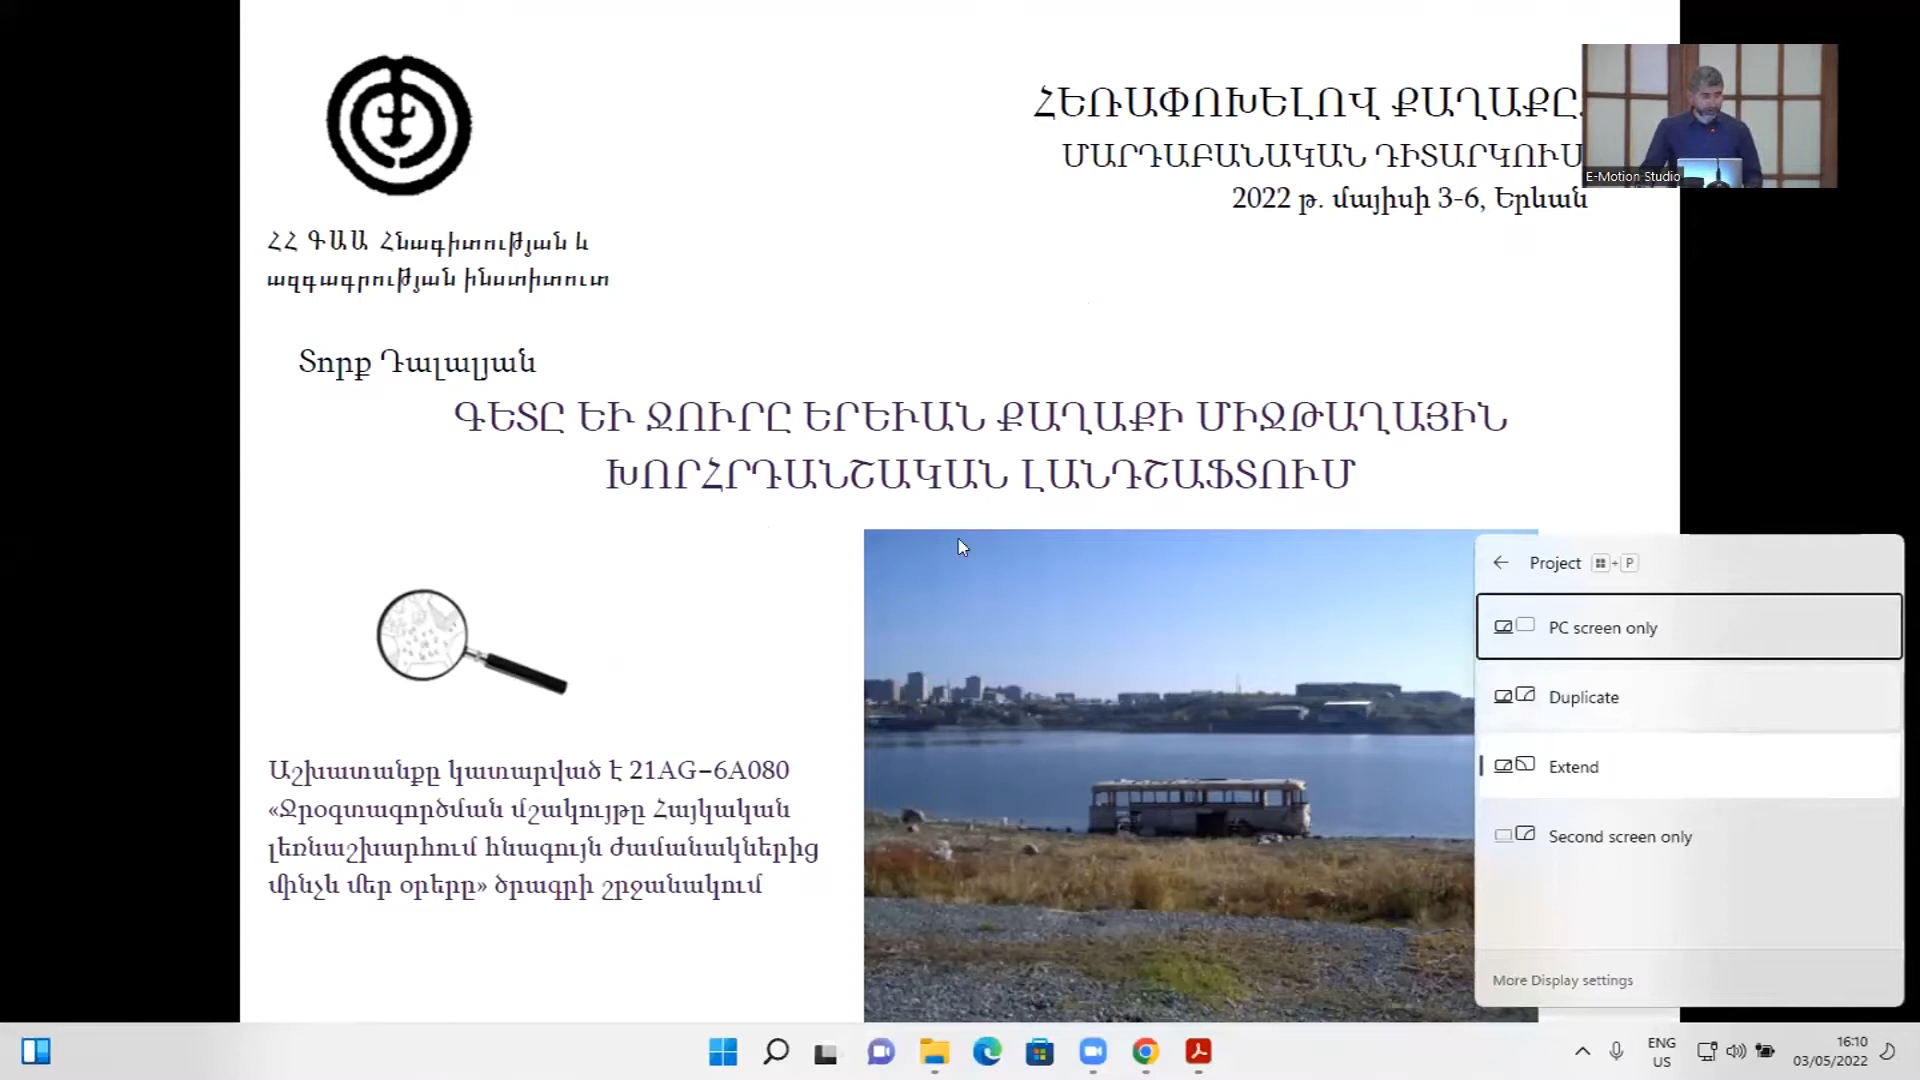 ՀԵՌԱՓՈԽԵԼՈՎ ՔԱՂԱՔԸ.
ՄԱՐԴԱԲԱՆԱԿԱՆ ԴԻՏԱՐԿՈՒՄ
2022 թ. մայիսի 3-6, Երևան
E-Motion Studio
ՀՀ ԳԱԱ Հնագիտության և
ազգագրության ինստիտուտ
Տորք Դալալյան
ԳԵՏԸ ԵՒ ՋՈՒՐԸ ԵՐԵՒԱՆ ՔԱՂԱՔԻ ՄԻՋԹԱՂԱՅԻՆ
ԽՈՐՀՐԴԱՆՇԱԿԱՆ ԼԱՆԴՇԱՖՏՈՒՄ
Աշխատանքը կատարված է 21AG–6A080
«Ջրօգտագործման մշակույթը Հայկական
լեռնաշխարհում հնագույն ժամանակներից
մինչև մեր օրերը» ծրագրի շրջանակում
Project + P
PC screen only
Duplicate
Extend
Second screen only
More Display settings
ENG
US
16:10
03/05/2022